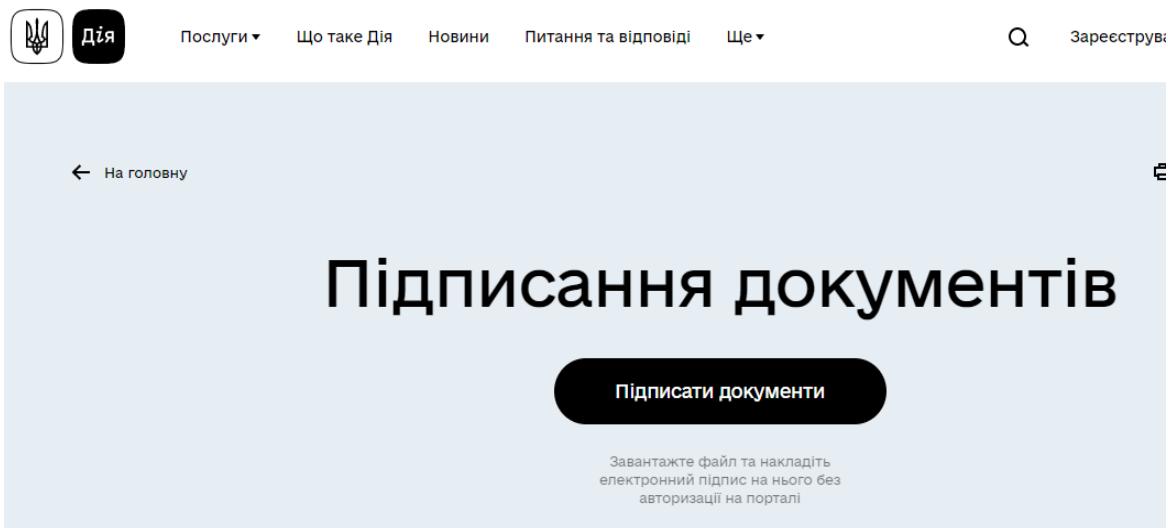 Дія Послуги Що таке Дія Новини Питання та відповіді Ще
На головну
Підписання документів
Підписати документи
Завантажте файл та накладіть
електронний підпис на нього без
авторизації на порталі